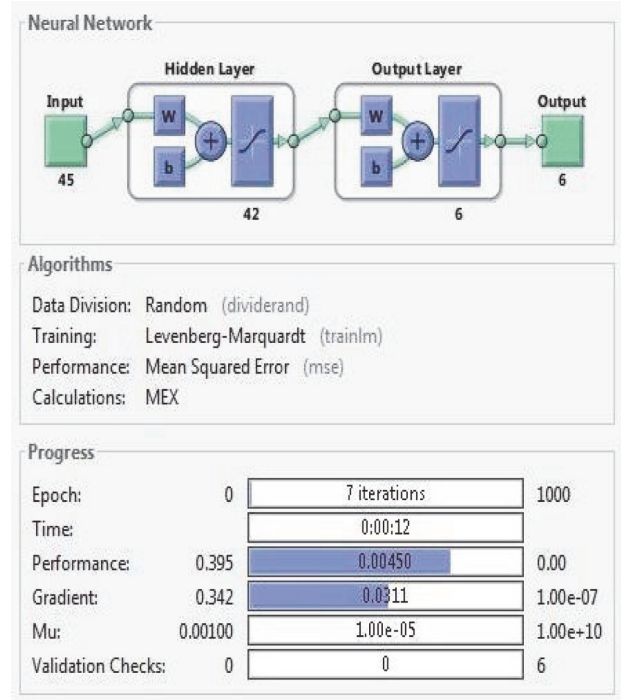 Neural Network
Hidden Layer Output Layer
Input Output
W W
+ +
b b
45 6
42 6
Algorithms
Data Division: Random (dividerand)
Training: Levenberg-Marquardt (trainlm)
Performance: Mean Squared Error (mse)
Calculations: MEX
Progress
Epoch: 0 7 iterations 1000
Time: 0:00:12
Performance: 0.395 0.00450 0.00
Gradient: 0.342 0.0311 1.00e-07
Mu: 0.00100 1.00e-05 1.00e+10
Validation Checks: 0 0 6